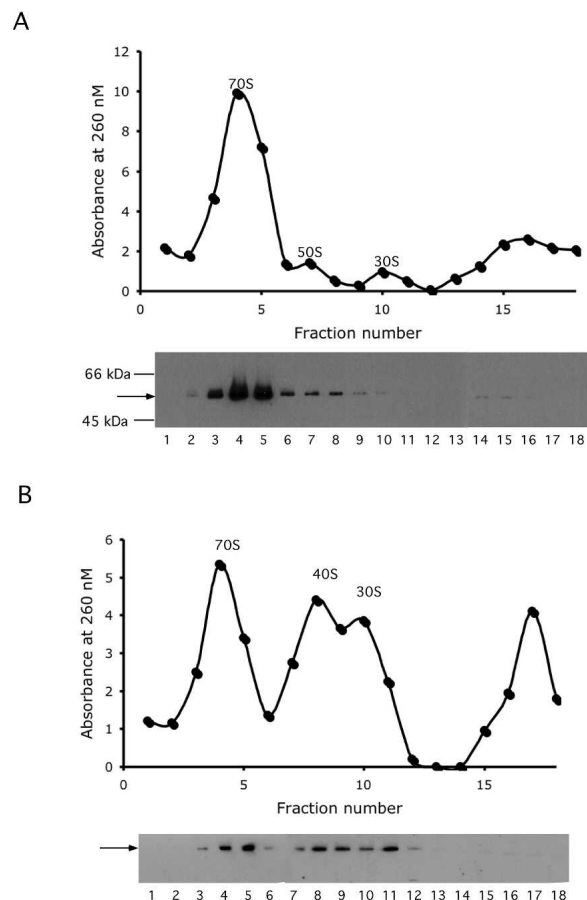 A
Absorbance at 260 nM
12
10
8
6
4
2
0
70S
50S
30S
0 5 10 15
Fraction number
66 kDa
45 kDa
1 2 3 4 5 6 7 8 9 10 11 12 13 14 15 16 17 18
B
Absorbance at 260 nM
6
5
4
3
2
1
0
70S
40S
30S
0 5 10 15
Fraction number
1 2 3 4 5 6 7 8 9 10 11 12 13 14 15 16 17 18